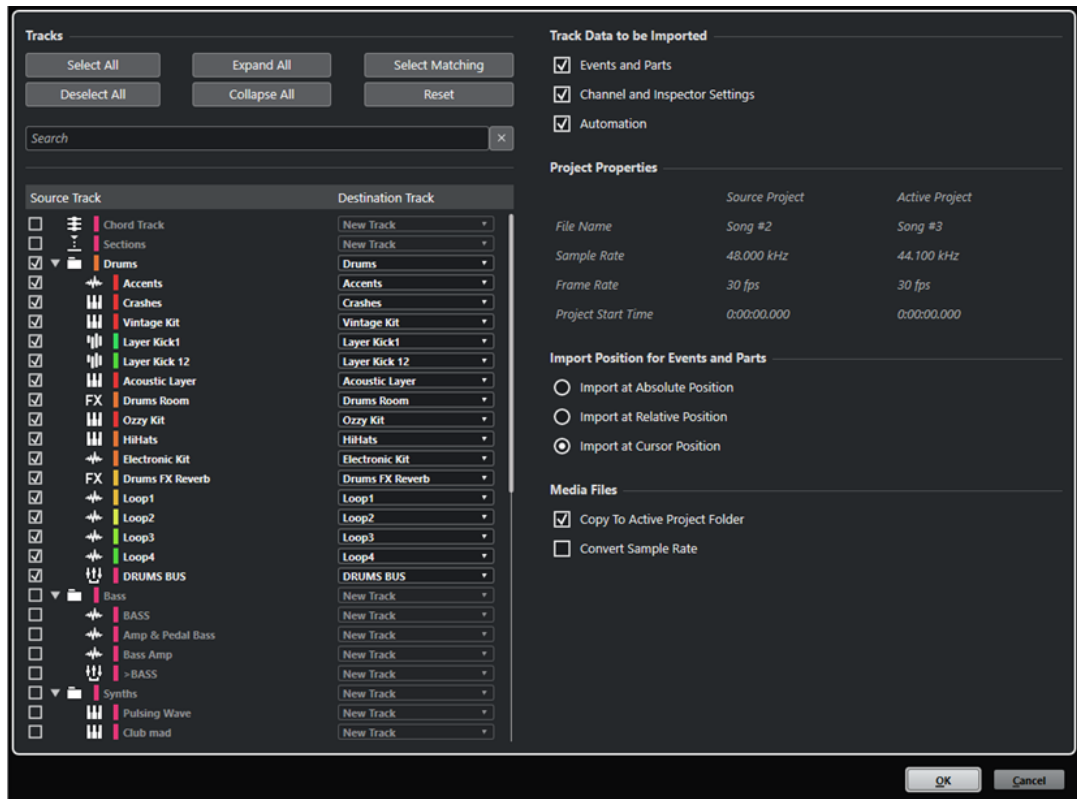 Tracks
Select All
Expand All
Select Matching
Deselect All
Collapse All
Reset
Search
Source Track
Destination Track
Chord Track New Track
Sections New Track
Drums Drums
Accents Accents
Crashes Crashes
Vintage Kit Vintage Kit
Layer Kick1 Layer Kick1
Layer Kick 12 Layer Kick 12
Acoustic Layer Acoustic Layer
FX Drums Room Drums Room
Ozzy Kit Ozzy Kit
HiHats HiHats
Electronic Kit Electronic Kit
FX Drums FX Reverb Drums FX Reverb
Loop1 Loop1
Loop2 Loop2
Loop3 Loop3
Loop4 Loop4
DRUMS BUS DRUMS BUS
Bass New Track
BASS New Track
Amp & Pedal Bass New Track
Bass Amp New Track
>BASS New Track
Synths New Track
Pulsing Wave New Track
Club mad New Track
Track Data to be Imported
Events and Parts
Channel and Inspector Settings
Automation
Project Properties
Source Project Active Project
File Name Song #2 Song #3
Sample Rate 48.000 kHz 44.100 kHz
Frame Rate 30 fps 30 fps
Project Start Time 0:00:00.000 0:00:00.000
Import Position for Events and Parts
Import at Absolute Position
Import at Relative Position
Import at Cursor Position
Media Files
Copy To Active Project Folder
Convert Sample Rate
OK
Cancel